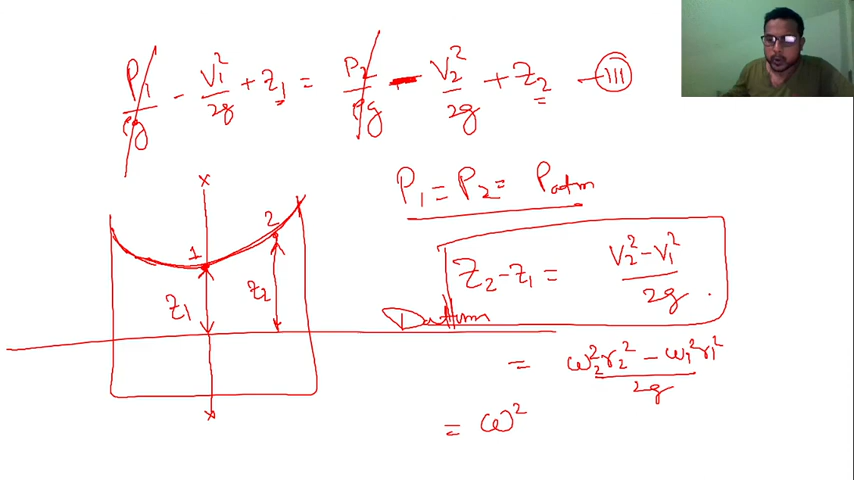 P₁/ρg - V₁²/2g + Z₁ = P₂/ρg - V₂²/2g + Z₂ —(III)
P₁ = P₂ = Patm
Z₂-Z₁ = V₂²-V₁²/2g .
Dattum
= ω₂²r₂² - ω₁²r₁²/2g
= ω²
X
1
2
Z₁
Z₂
X